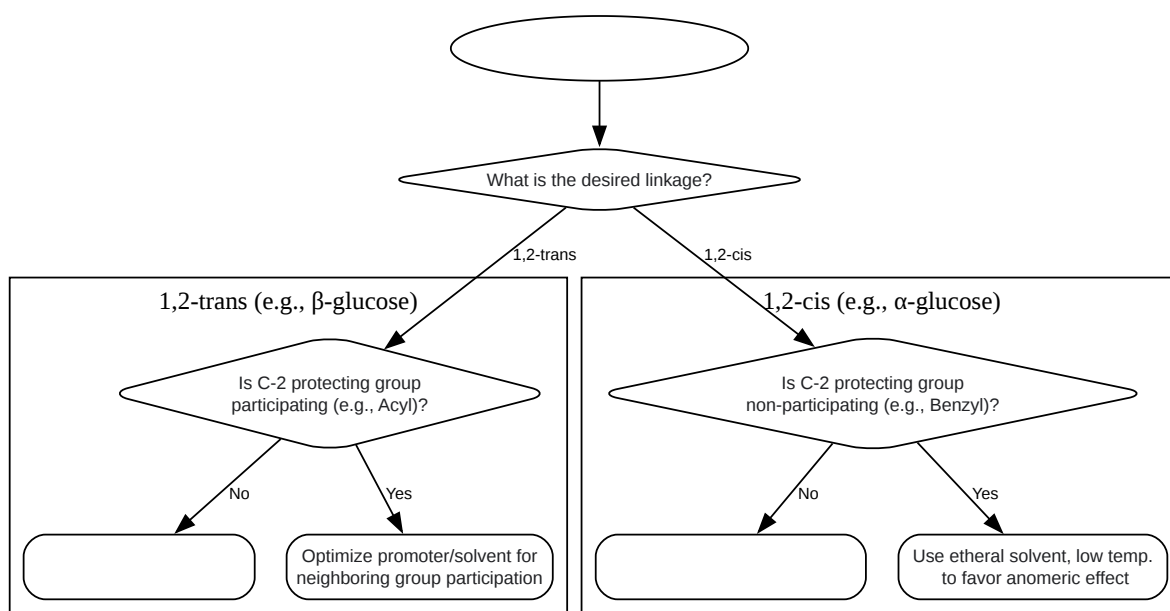 What is the desired linkage?
1,2-trans
1,2-cis
1,2-trans (e.g., β-glucose)
1,2-cis (e.g., α-glucose)
Is C-2 protecting group
participating (e.g., Acyl)?
Is C-2 protecting group
non-participating (e.g., Benzyl)?
No
Yes
No
Yes
Optimize promoter/solvent for
neighboring group participation
Use etheral solvent, low temp.
to favor anomeric effect